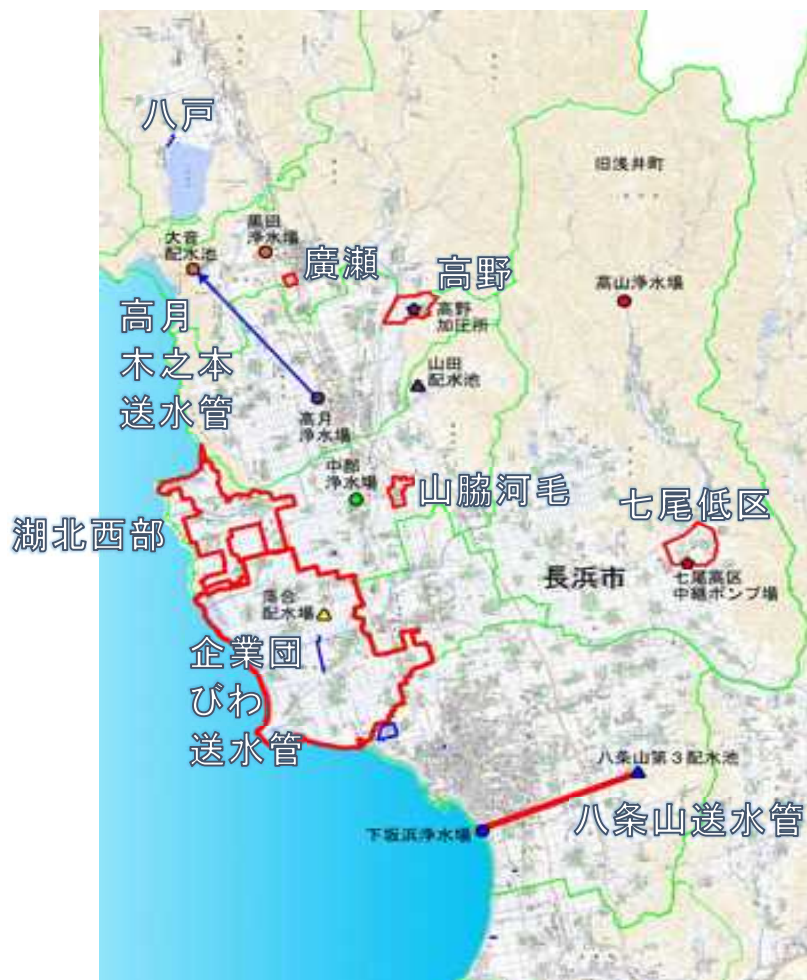 八戸
旧浅井町
大音
配水池
黒田
浄水場
廣瀬
高野
高野
加圧所
高山浄水場
高月
木之本
送水管
山田
配水池
高月
浄水場
中部
浄水場
山脇河毛
七尾低区
湖北西部
長浜市
七尾高区
中継ポンプ場
落合
配水場
企業団
びわ
送水管
八条山第3配水池
八条山送水管
下坂浜浄水場